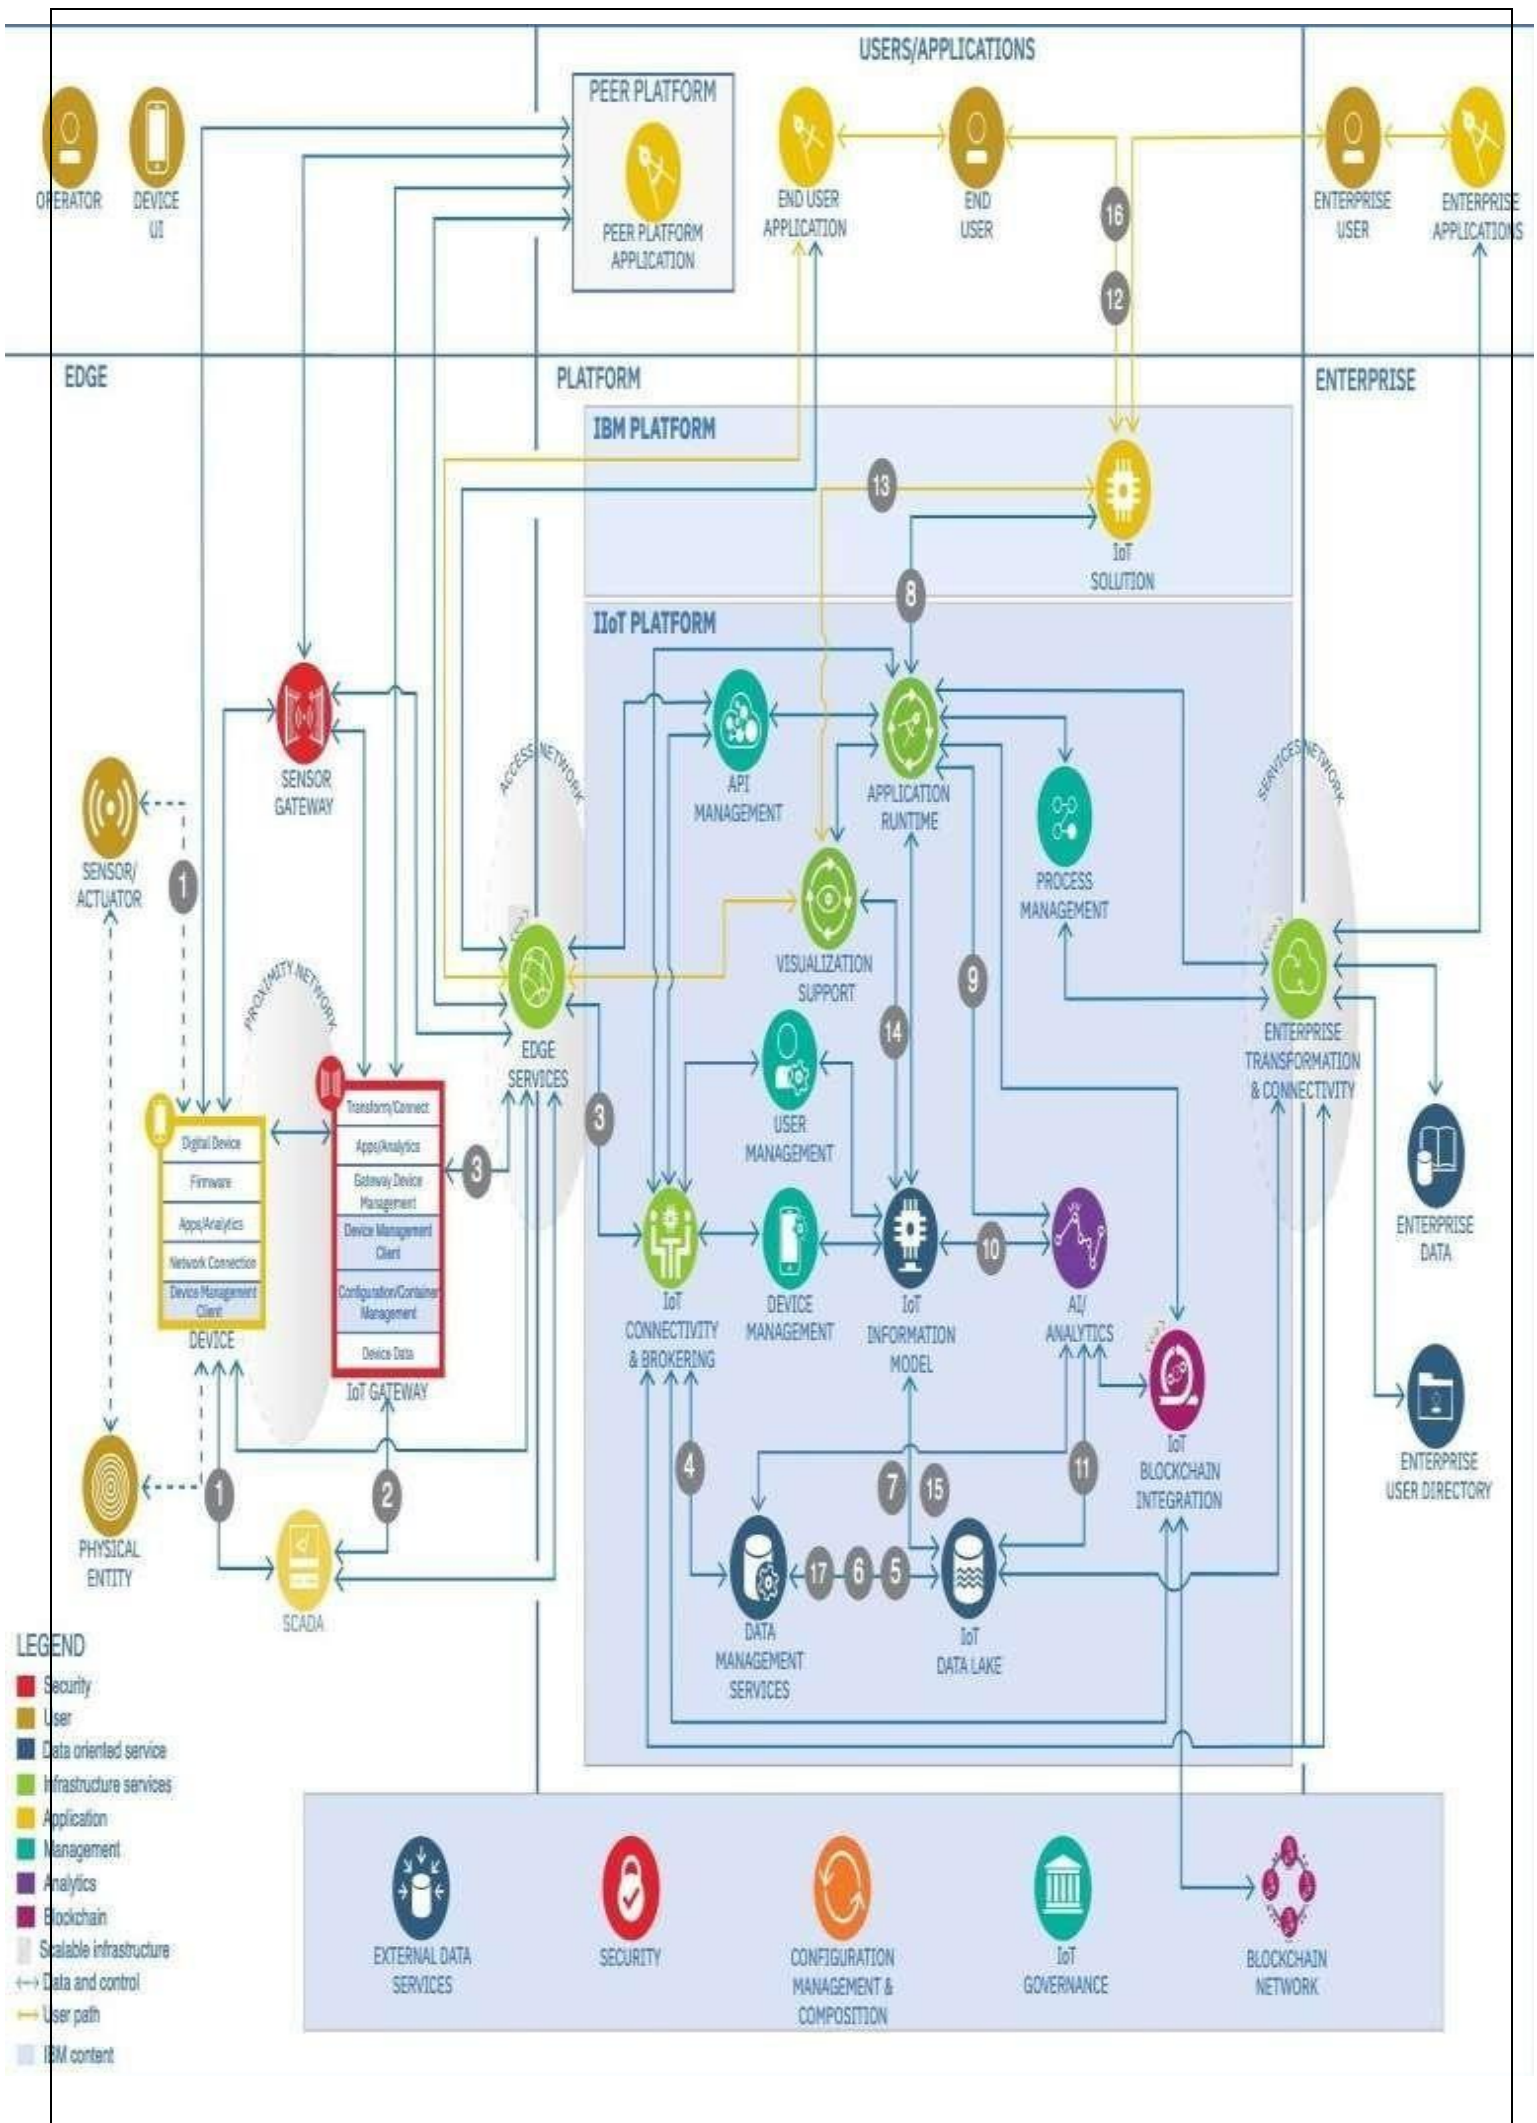 USERS/APPLICATIONS
OPERATOR
DEVICE
UI
PEER PLATFORM
PEER PLATFORM
APPLICATION
END USER
APPLICATION
END
USER
16
12
ENTERPRISE
USER
ENTERPRISE
APPLICATIONS
EDGE
PLATFORM
ENTERPRISE
IBM PLATFORM
13
IoT
SOLUTION
8
IIoT PLATFORM
SENSOR
GATEWAY
ACCESS NETWORK
API
MANAGEMENT
APPLICATION
RUNTIME
SERVICES NETWORK
SENSOR/
ACTUATOR
1
PROCESS
MANAGEMENT
VISUALIZATION
SUPPORT
9
14
PROXIMITY NETWORK
EDGE
SERVICES
ENTERPRISE
TRANSFORMATION
& CONNECTIVITY
Digital Device
Firmware
Apps/Analytics
Network Connection
Device Management
Client
DEVICE
Transform/Connect
Apps/Analytics
Gateway Device
Management
Device Management
Client
Configuration/Container
Management
Device Data
IoT GATEWAY
3
3
USER
MANAGEMENT
IoT
CONNECTIVITY
& BROKERING
DEVICE
MANAGEMENT
IoT
INFORMATION
MODEL
10
AI/
ANALYTICS
ENTERPRISE
DATA
IoT
BLOCKCHAIN
INTEGRATION
ENTERPRISE
USER DIRECTORY
PHYSICAL
ENTITY
1
2
SCADA
4
7
15
11
17
6
5
DATA
MANAGEMENT
SERVICES
IoT
DATA LAKE
LEGEND
Security
User
Data oriented service
Infrastructure services
Application
Management
Analytics
Blockchain
Scalable infrastructure
Data and control
User path
IBM content
EXTERNAL DATA
SERVICES
SECURITY
CONFIGURATION
MANAGEMENT &
COMPOSITION
IoT
GOVERNANCE
BLOCKCHAIN
NETWORK